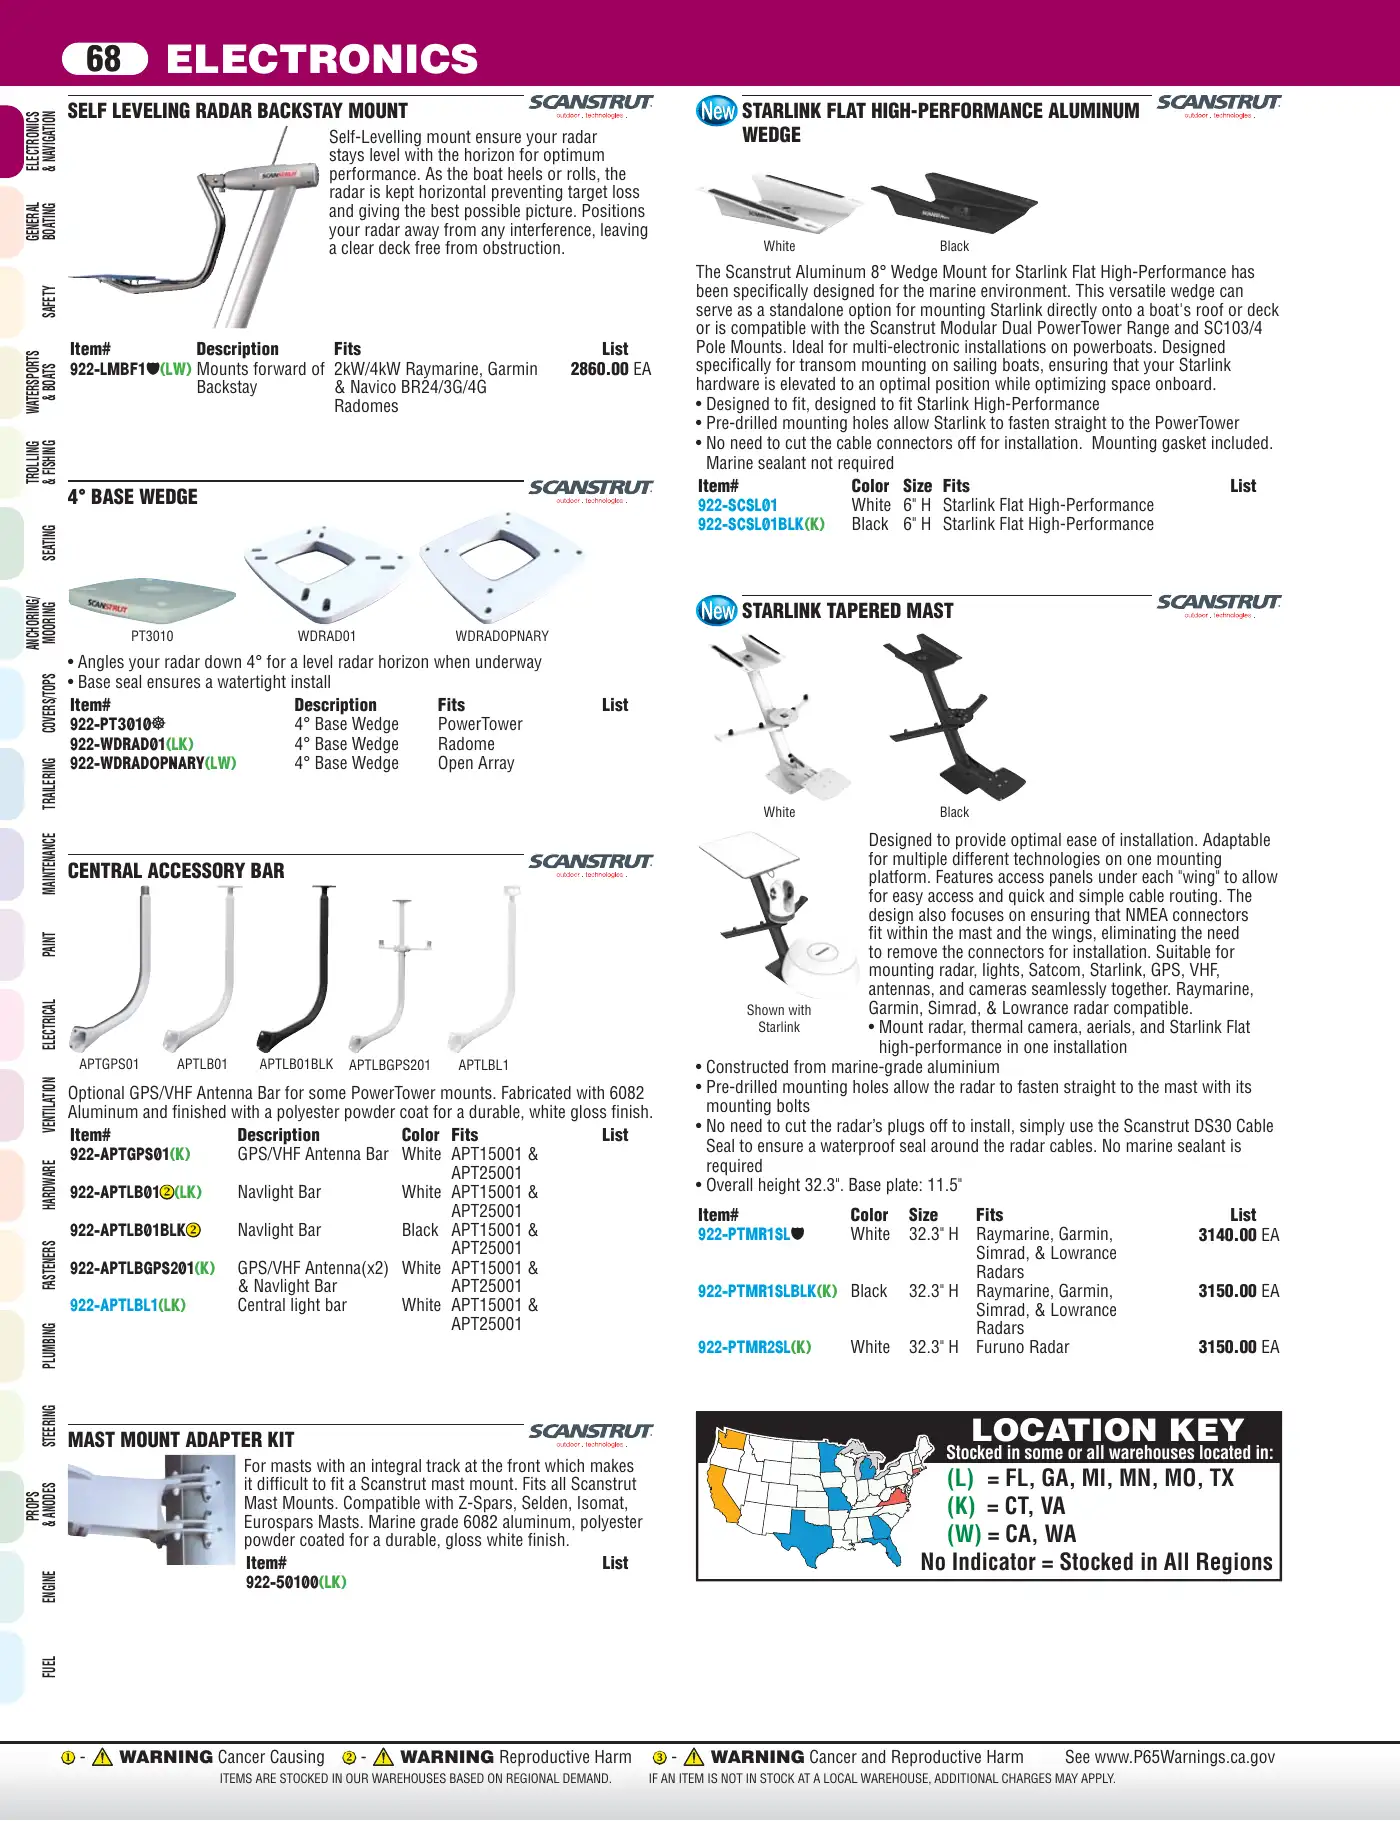 68 ELECTRONICS
ELECTRONICS
& NAVIGATION
GENERAL
BOATING
SAFETY
WATERSPORTS
& BOATS
TROLLING
& FISHING
SEATING
ANCHORING/
MOORING
COVERS/TOPS
TRAILERING
MAINTENANCE
PAINT
ELECTRICAL
VENTILATION
HARDWARE
FASTENERS
PLUMBING
STEERING
PROPS
& ANODES
ENGINE
FUEL
SELF LEVELING RADAR BACKSTAY MOUNT
SCANSTRUT
outdoor . technologies .
SCANSTRUT
Self-Levelling mount ensure your radar
stays level with the horizon for optimum
performance. As the boat heels or rolls, the
radar is kept horizontal preventing target loss
and giving the best possible picture. Positions
your radar away from any interference, leaving
a clear deck free from obstruction.
Item# Description Fits List
922-LMBF1(LW) Mounts forward of 2kW/4kW Raymarine, Garmin 2860.00 EA
Backstay & Navico BR24/3G/4G
Radomes
4° BASE WEDGE
SCANSTRUT
outdoor . technologies .
SCANSTRUT
PT3010 WDRAD01 WDRADOPNARY
• Angles your radar down 4° for a level radar horizon when underway
• Base seal ensures a watertight install
Item# Description Fits List
922-PT3010 4° Base Wedge PowerTower
922-WDRAD01(LK) 4° Base Wedge Radome
922-WDRADOPNARY(LW) 4° Base Wedge Open Array
CENTRAL ACCESSORY BAR
SCANSTRUT
outdoor . technologies .
APTGPS01 APTLB01 APTLB01BLK APTLBGPS201 APTLBL1
Optional GPS/VHF Antenna Bar for some PowerTower mounts. Fabricated with 6082
Aluminum and finished with a polyester powder coat for a durable, white gloss finish.
Item# Description Color Fits List
922-APTGPS01(K) GPS/VHF Antenna Bar White APT15001 &
APT25001
922-APTLB01②(LK) Navlight Bar White APT15001 &
APT25001
922-APTLB01BLK② Navlight Bar Black APT15001 &
APT25001
922-APTLBGPS201(K) GPS/VHF Antenna(x2) White APT15001 &
& Navlight Bar APT25001
922-APTLBL1(LK) Central light bar White APT15001 &
APT25001
MAST MOUNT ADAPTER KIT
SCANSTRUT
outdoor . technologies .
For masts with an integral track at the front which makes
it difficult to fit a Scanstrut mast mount. Fits all Scanstrut
Mast Mounts. Compatible with Z-Spars, Selden, Isomat,
Eurospars Masts. Marine grade 6082 aluminum, polyester
powder coated for a durable, gloss white finish.
Item# List
922-50100(LK)
New STARLINK FLAT HIGH-PERFORMANCE ALUMINUM
WEDGE
SCANSTRUT
outdoor . technologies .
White Black
The Scanstrut Aluminum 8° Wedge Mount for Starlink Flat High-Performance has
been specifically designed for the marine environment. This versatile wedge can
serve as a standalone option for mounting Starlink directly onto a boat's roof or deck
or is compatible with the Scanstrut Modular Dual PowerTower Range and SC103/4
Pole Mounts. Ideal for multi-electronic installations on powerboats. Designed
specifically for transom mounting on sailing boats, ensuring that your Starlink
hardware is elevated to an optimal position while optimizing space onboard.
• Designed to fit, designed to fit Starlink High-Performance
• Pre-drilled mounting holes allow Starlink to fasten straight to the PowerTower
• No need to cut the cable connectors off for installation. Mounting gasket included.
Marine sealant not required
Item# Color Size Fits List
922-SCSL01 White 6" H Starlink Flat High-Performance
922-SCSL01BLK(K) Black 6" H Starlink Flat High-Performance
New STARLINK TAPERED MAST
SCANSTRUT
outdoor . technologies .
White Black
Shown with
Starlink
Designed to provide optimal ease of installation. Adaptable
for multiple different technologies on one mounting
platform. Features access panels under each "wing" to allow
for easy access and quick and simple cable routing. The
design also focuses on ensuring that NMEA connectors
fit within the mast and the wings, eliminating the need
to remove the connectors for installation. Suitable for
mounting radar, lights, Satcom, Starlink, GPS, VHF,
antennas, and cameras seamlessly together. Raymarine,
Garmin, Simrad, & Lowrance radar compatible.
• Mount radar, thermal camera, aerials, and Starlink Flat
high-performance in one installation
• Constructed from marine-grade aluminium
• Pre-drilled mounting holes allow the radar to fasten straight to the mast with its
mounting bolts
• No need to cut the radar’s plugs off to install, simply use the Scanstrut DS30 Cable
Seal to ensure a waterproof seal around the radar cables. No marine sealant is
required
• Overall height 32.3". Base plate: 11.5"
Item# Color Size Fits List
922-PTMR1SL White 32.3" H Raymarine, Garmin, 3140.00 EA
Simrad, & Lowrance
Radars
922-PTMR1SLBLK(K) Black 32.3" H Raymarine, Garmin, 3150.00 EA
Simrad, & Lowrance
Radars
922-PTMR2SL(K) White 32.3" H Furuno Radar 3150.00 EA
LOCATION KEY
Stocked in some or all warehouses located in:
(L) = FL, GA, MI, MN, MO, TX
(K) = CT, VA
(W) = CA, WA
No Indicator = Stocked in All Regions
① - WARNING Cancer Causing ② - WARNING Reproductive Harm ③ - WARNING Cancer and Reproductive Harm See www.P65Warnings.ca.gov
ITEMS ARE STOCKED IN OUR WAREHOUSES BASED ON REGIONAL DEMAND. IF AN ITEM IS NOT IN STOCK AT A LOCAL WAREHOUSE, ADDITIONAL CHARGES MAY APPLY.